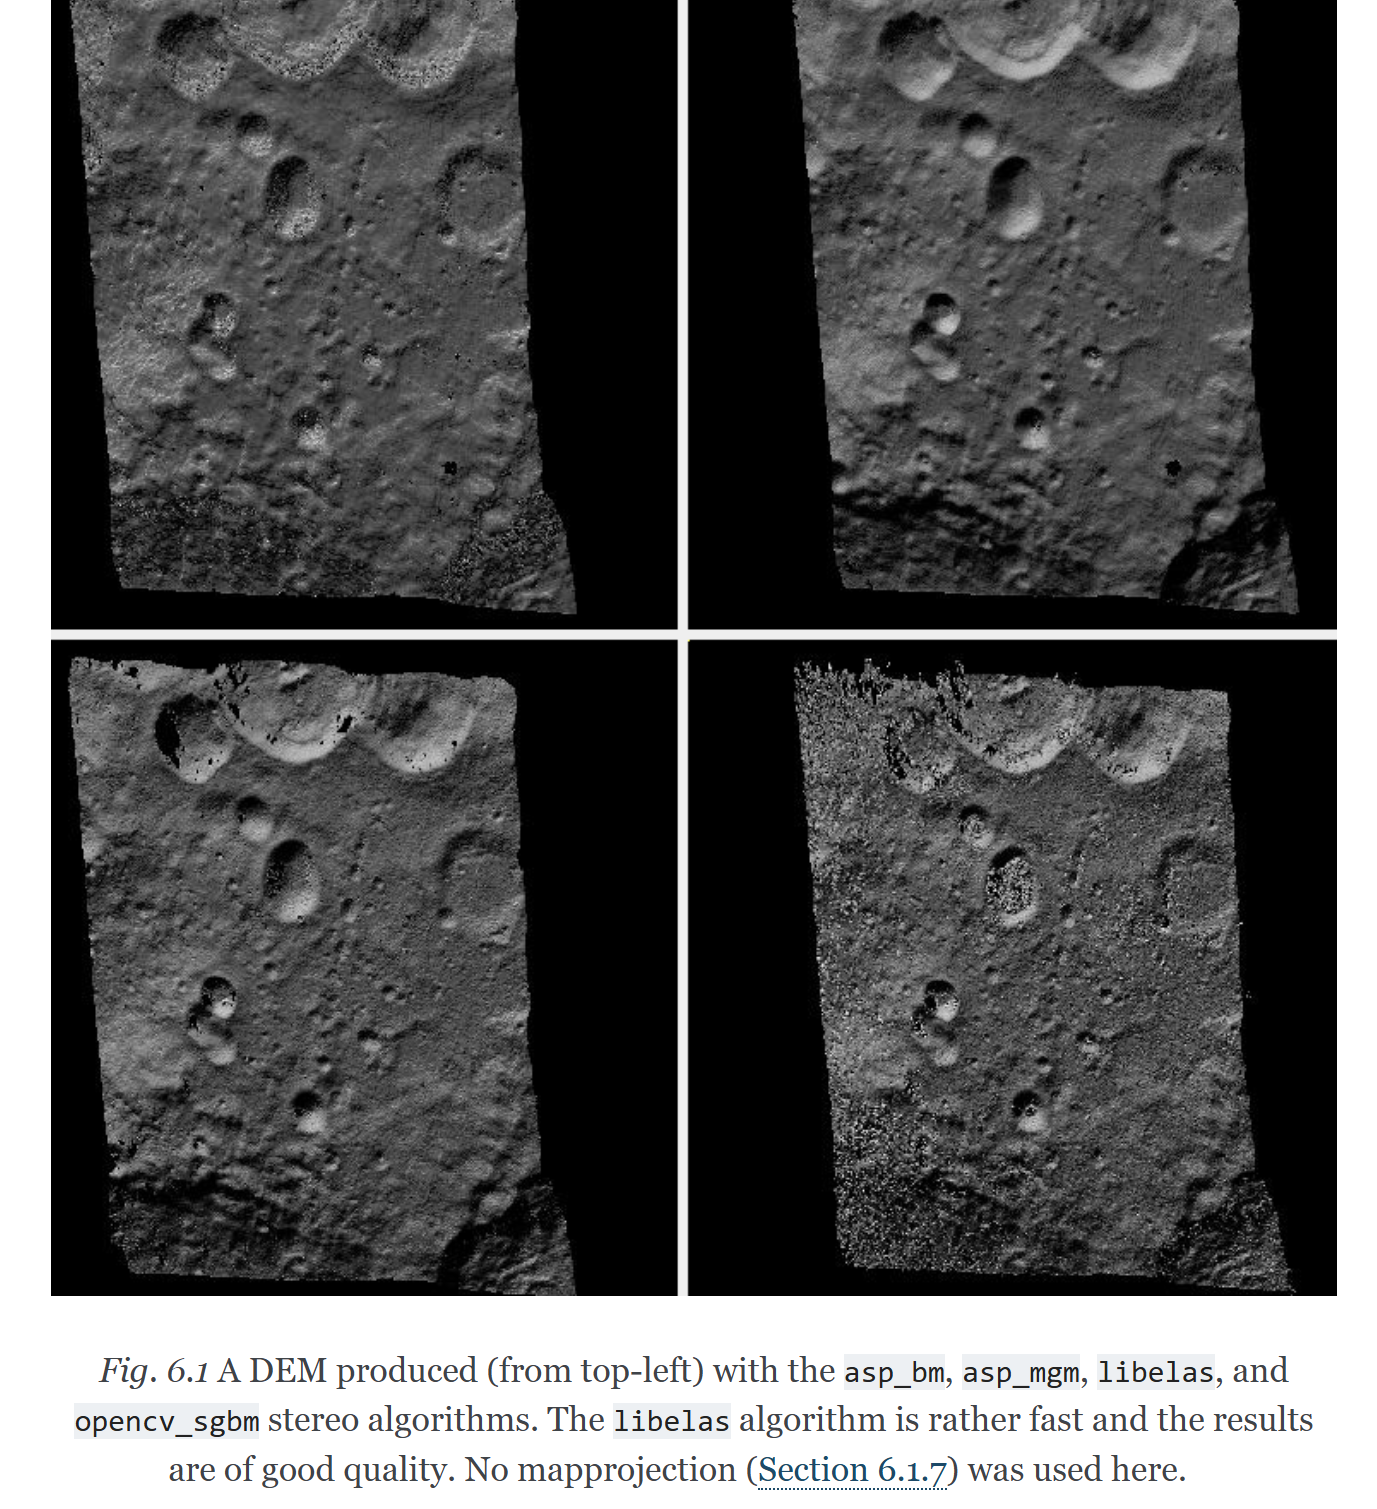 Fig. 6.1 A DEM produced (from top-left) with the asp_bm, asp_mgm, libelas, and
opencv_sgbm stereo algorithms. The libelas algorithm is rather fast and the results
are of good quality. No mapprojection (Section 6.1.7) was used here.